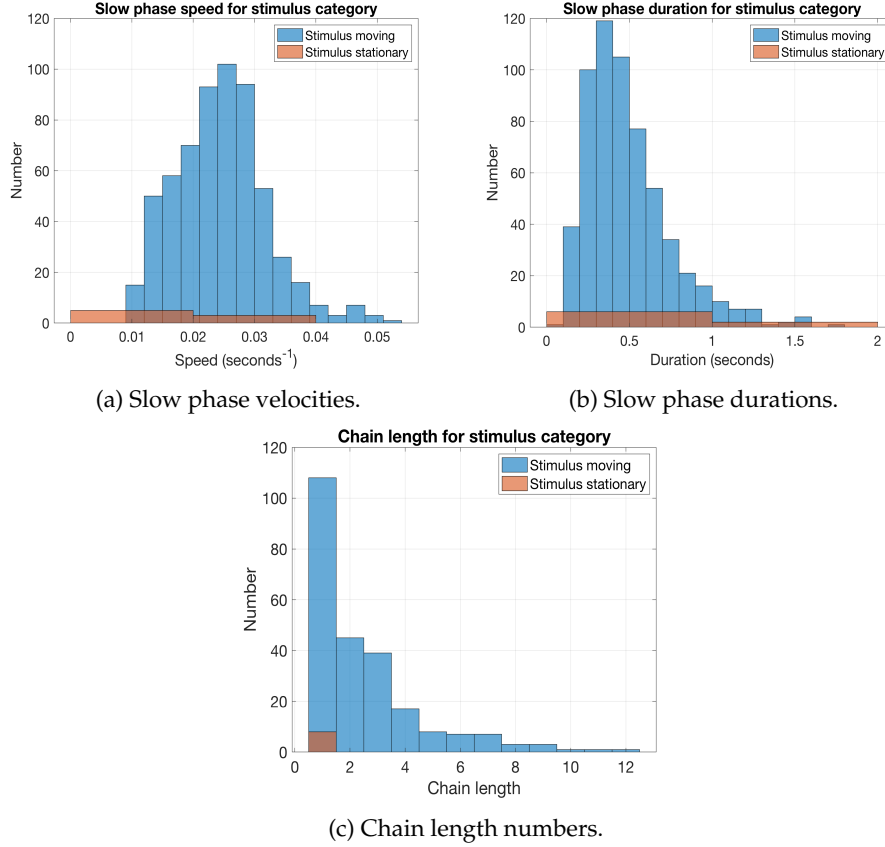 Slow phase speed for stimulus category
120
100
80
60
40
20
0
Number
Stimulus moving
Stimulus stationary
0 0.01 0.02 0.03 0.04 0.05
Speed (seconds⁻¹)
(a) Slow phase velocities.
Slow phase duration for stimulus category
120
100
80
60
40
20
0
Number
Stimulus moving
Stimulus stationary
0 0.5 1 1.5 2
Duration (seconds)
(b) Slow phase durations.
Chain length for stimulus category
120
100
80
60
40
20
0
Number
Stimulus moving
Stimulus stationary
0 2 4 6 8 10 12
Chain length
(c) Chain length numbers.